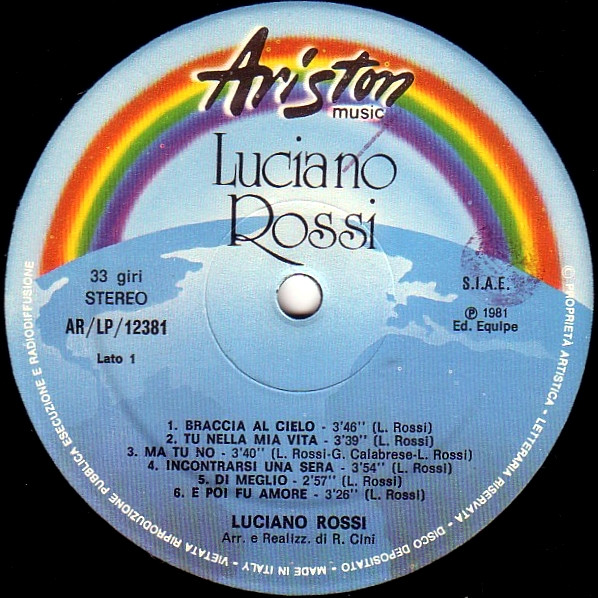 Ariston
music
Luciano
Rossi
33 giri
STEREO
AR/LP/12381
Lato 1
S.I.A.E.
Ⓟ 1981
Ed. Equipe
1. BRACCIA AL CIELO - 3'46'' (L. Rossi)
2. TU NELLA MIA VITA - 3'39'' (L. Rossi)
3. MA TU NO - 3'40'' (L. Rossi-G. Calabrese-L. Rossi)
4. INCONTRARSI UNA SERA - 3'54'' (L. Rossi)
5. DI MEGLIO - 2'57'' (L. Rossi)
6. E POI FU AMORE - 3'26'' (L. Rossi)
LUCIANO ROSSI
Arr. e Realizz. di R. Cini
© PROPRIETÀ ARTISTICA - LETTERARIA RISERVATA - DISCO DEPOSITATO - MADE IN ITALY - VIETATA RIPRODUZIONE PUBBLICA ESECUZIONE E RADIODIFFUSIONE